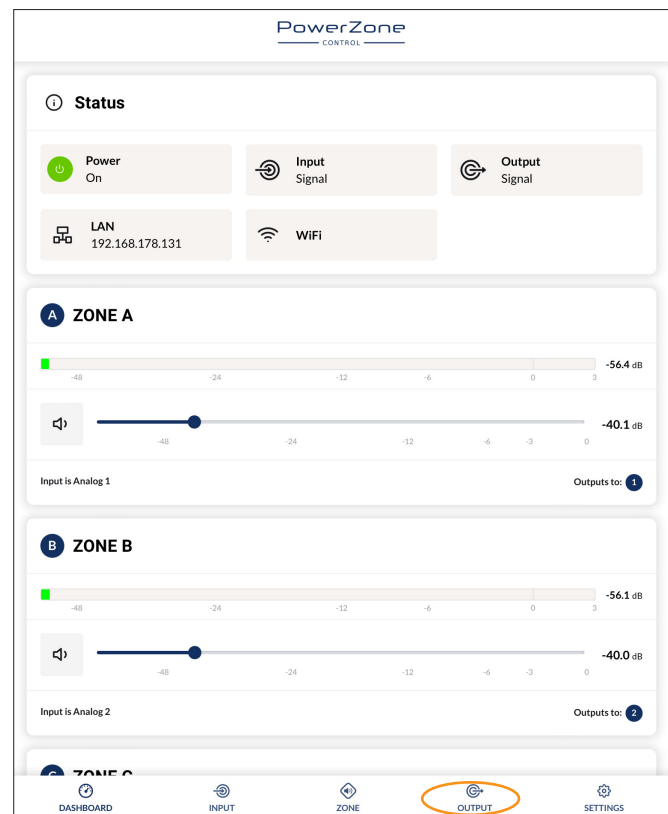 PowerZone
CONTROL
Status
Power
On
Input
Signal
Output
Signal
LAN
192.168.178.131
WiFi
A ZONE A
-56.4 dB
-48 -24 -12 -6 0 3
-40.1 dB
-48 -24 -12 -6 -3 0
Input is Analog 1 Outputs to: 1
B ZONE B
-56.1 dB
-48 -24 -12 -6 0 3
-40.0 dB
-48 -24 -12 -6 -3 0
Input is Analog 2 Outputs to: 2
C ZONE C
DASHBOARD INPUT ZONE OUTPUT SETTINGS